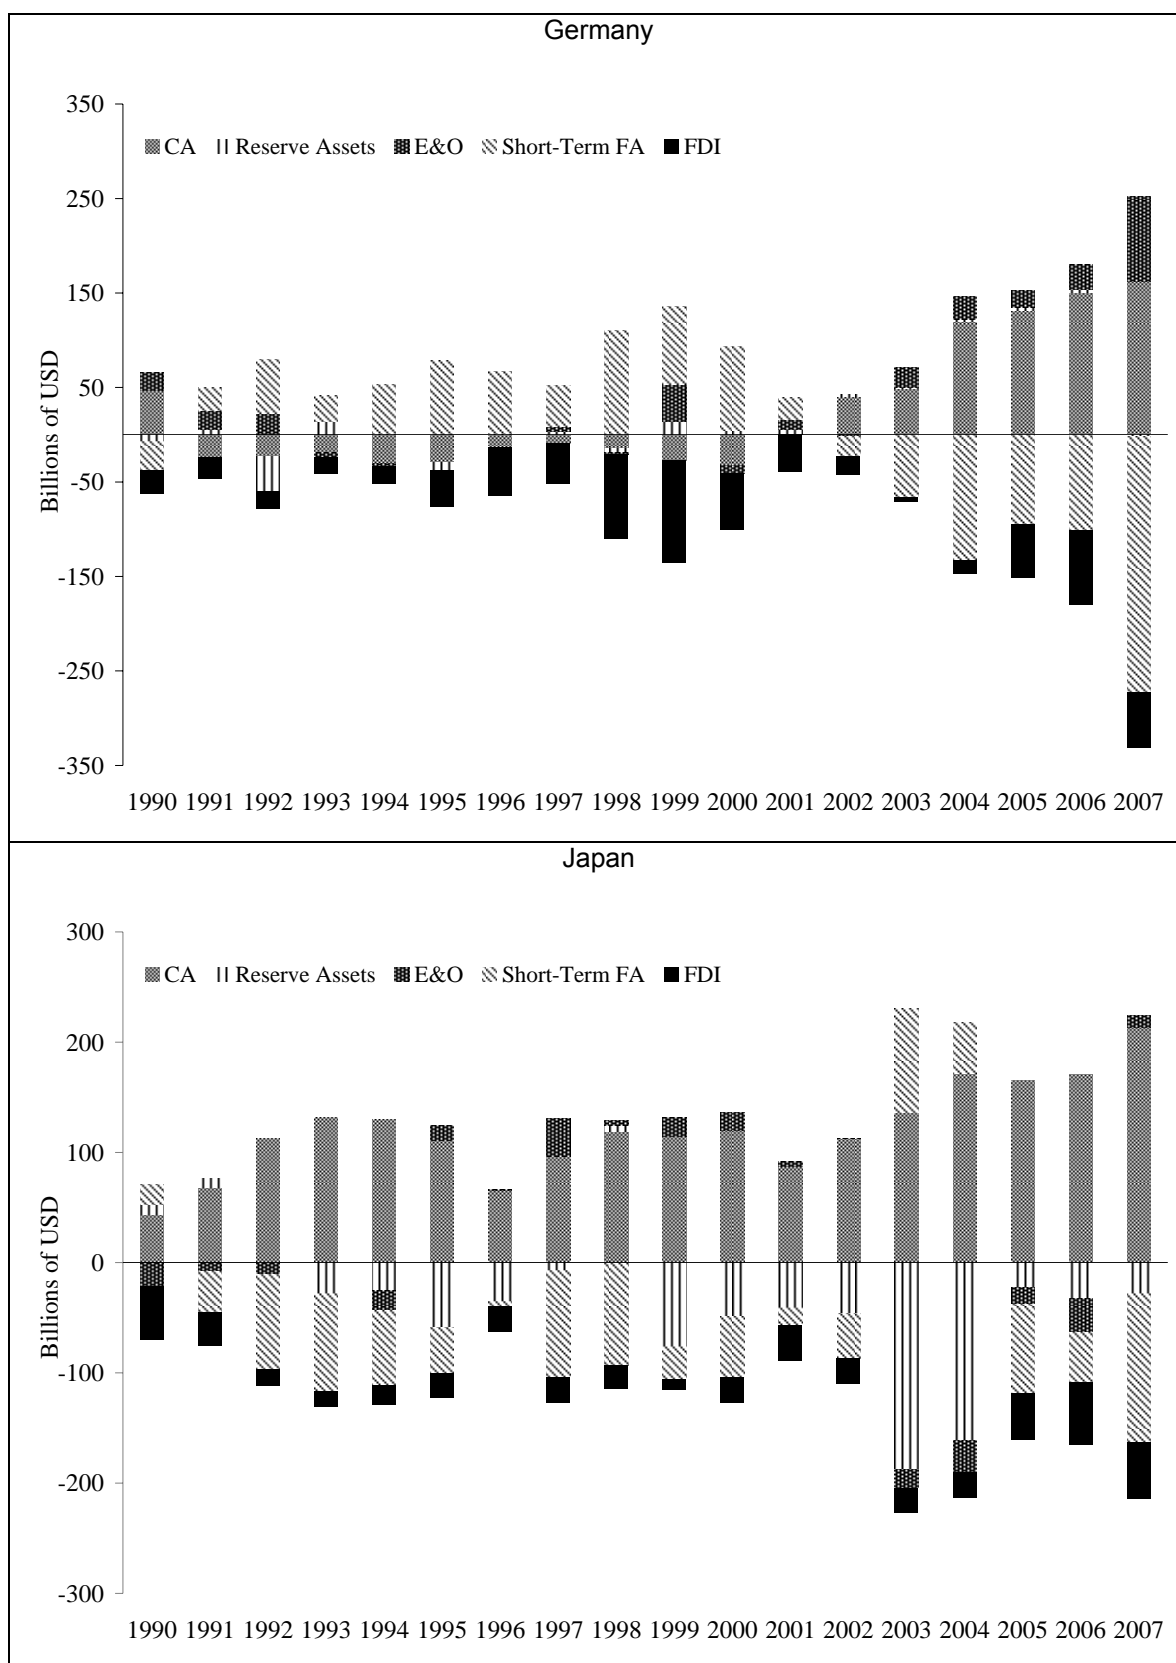 Germany
350
CA Reserve Assets E&O Short-Term FA FDI
250
150
50
-50
-150
-250
-350
Billions of USD
1990 1991 1992 1993 1994 1995 1996 1997 1998 1999 2000 2001 2002 2003 2004 2005 2006 2007
Japan
300
CA Reserve Assets E&O Short-Term FA FDI
200
100
0
-100
-200
-300
Billions of USD
1990 1991 1992 1993 1994 1995 1996 1997 1998 1999 2000 2001 2002 2003 2004 2005 2006 2007